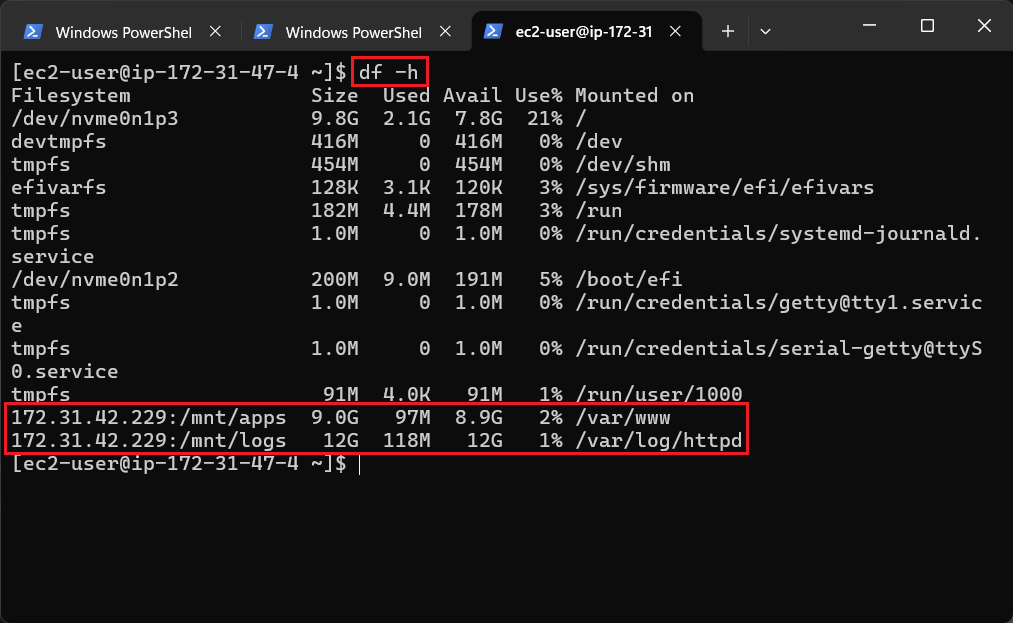 Windows PowerShel Windows PowerShel ec2-user@ip-172-31
[ec2-user@ip-172-31-47-4 ~]$ df -h
Filesystem Size Used Avail Use% Mounted on
/dev/nvme0n1p3 9.8G 2.1G 7.8G 21% /
devtmpfs 416M 0 416M 0% /dev
tmpfs 454M 0 454M 0% /dev/shm
efivarfs 128K 3.1K 120K 3% /sys/firmware/efi/efivars
tmpfs 182M 4.4M 178M 3% /run
tmpfs 1.0M 0 1.0M 0% /run/credentials/systemd-journald.
service
/dev/nvme0n1p2 200M 9.0M 191M 5% /boot/efi
tmpfs 1.0M 0 1.0M 0% /run/credentials/getty@tty1.servic
e
tmpfs 1.0M 0 1.0M 0% /run/credentials/serial-getty@ttyS
0.service
tmpfs 91M 4.0K 91M 1% /run/user/1000
172.31.42.229:/mnt/apps 9.0G 97M 8.9G 2% /var/www
172.31.42.229:/mnt/logs 12G 118M 12G 1% /var/log/httpd
[ec2-user@ip-172-31-47-4 ~]$